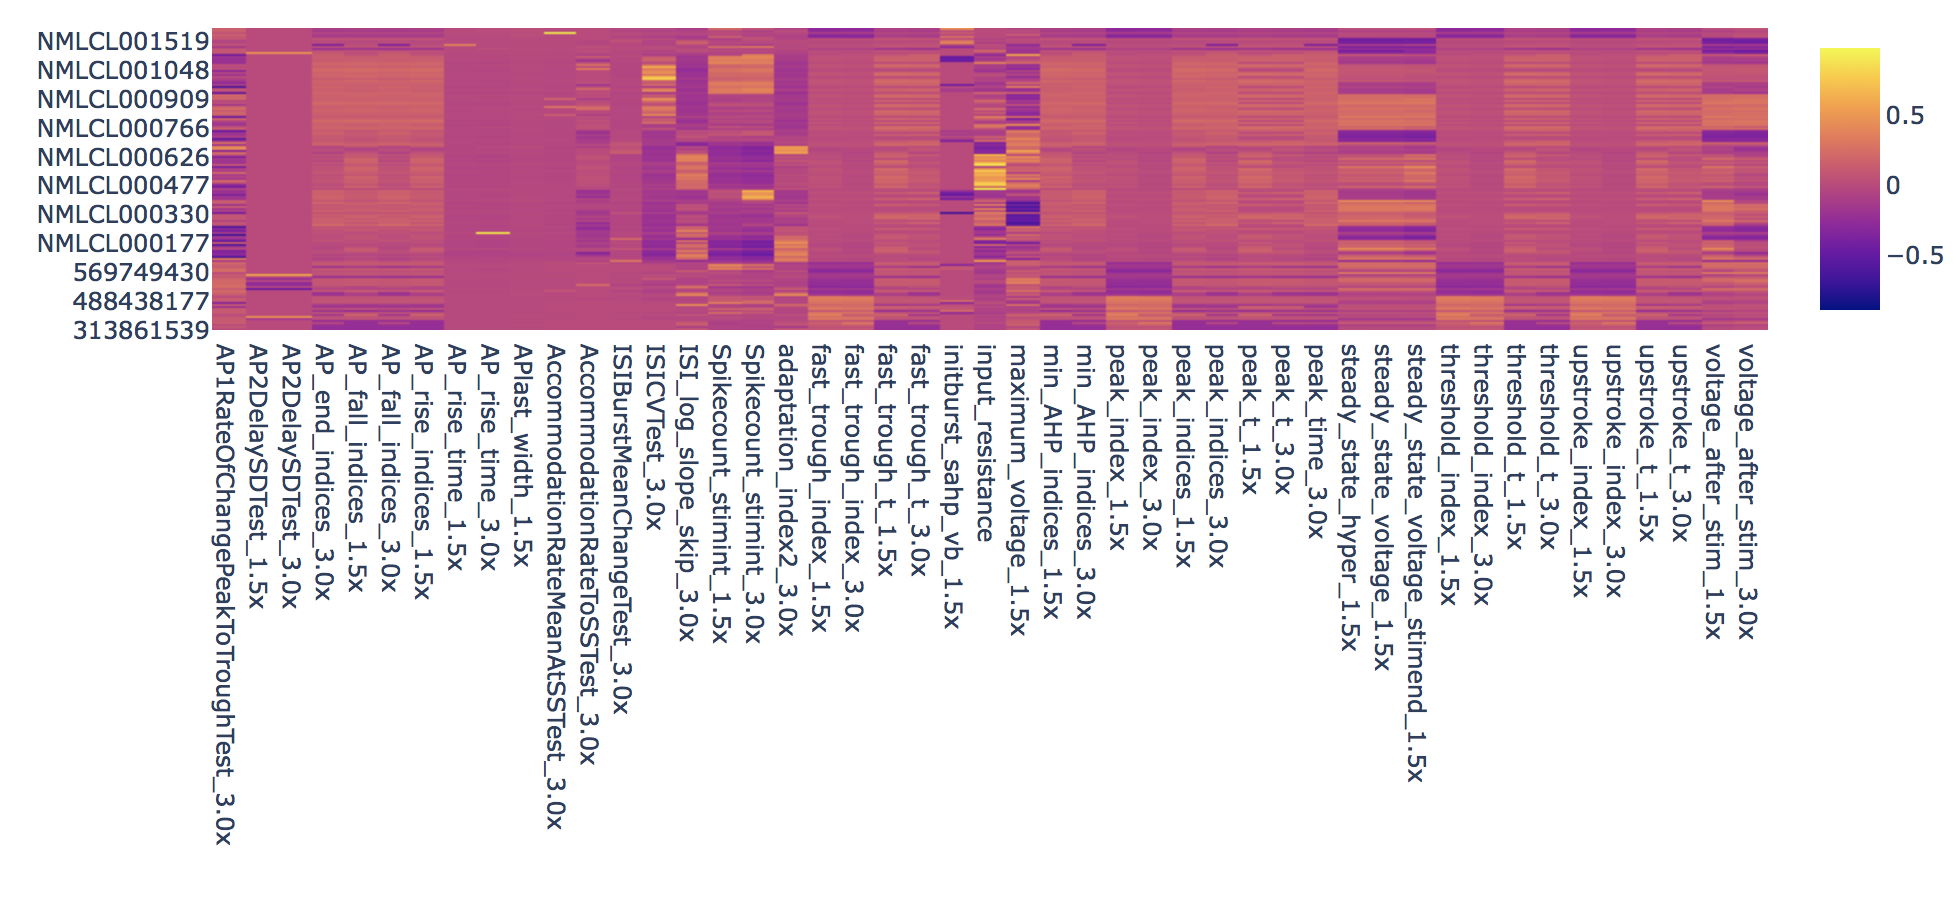 NMLCL001519
NMLCL001048
NMLCL000909
NMLCL000766
NMLCL000626
NMLCL000477
NMLCL000330
NMLCL000177
569749430
488438177
313861539
0.5
0
−0.5
AP1RateOfChangePeakToTroughTest_3.0x
AP2DelaySDTest_1.5x
AP2DelaySDTest_3.0x
AP_end_indices_3.0x
AP_fall_indices_1.5x
AP_fall_indices_3.0x
AP_rise_indices_1.5x
AP_rise_time_1.5x
AP_rise_time_3.0x
APlast_width_1.5x
AccommodationRateMeanAtSSTest_3.0x
AccommodationRateToSSTest_3.0x
ISIBurstMeanChangeTest_3.0x
ISICVTest_3.0x
ISI_log_slope_skip_3.0x
Spikecount_stimint_1.5x
Spikecount_stimint_3.0x
adaptation_index2_3.0x
fast_trough_index_1.5x
fast_trough_index_3.0x
fast_trough_t_1.5x
fast_trough_t_3.0x
initburst_sahp_vb_1.5x
input_resistance
maximum_voltage_1.5x
min_AHP_indices_1.5x
min_AHP_indices_3.0x
peak_index_1.5x
peak_index_3.0x
peak_indices_1.5x
peak_indices_3.0x
peak_t_1.5x
peak_t_3.0x
peak_time_3.0x
steady_state_hyper_1.5x
steady_state_voltage_1.5x
steady_state_voltage_stimend_1.5x
threshold_index_1.5x
threshold_index_3.0x
threshold_t_1.5x
threshold_t_3.0x
upstroke_index_1.5x
upstroke_index_3.0x
upstroke_t_1.5x
upstroke_t_3.0x
voltage_after_stim_1.5x
voltage_after_stim_3.0x